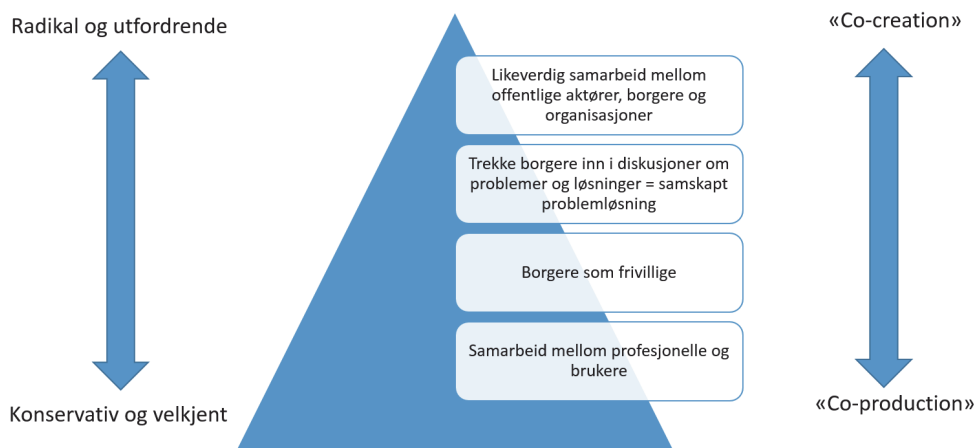 Radikal og utfordrende
«Co-creation»
Likeverdig samarbeid mellom
offentlige aktører, borgere og
organisasjoner
Trekke borgere inn i diskusjoner om
problemer og løsninger = samskapt
problemløsning
Borgere som frivillige
Samarbeid mellom profesjonelle og
brukere
Konservativ og velkjent
«Co-production»